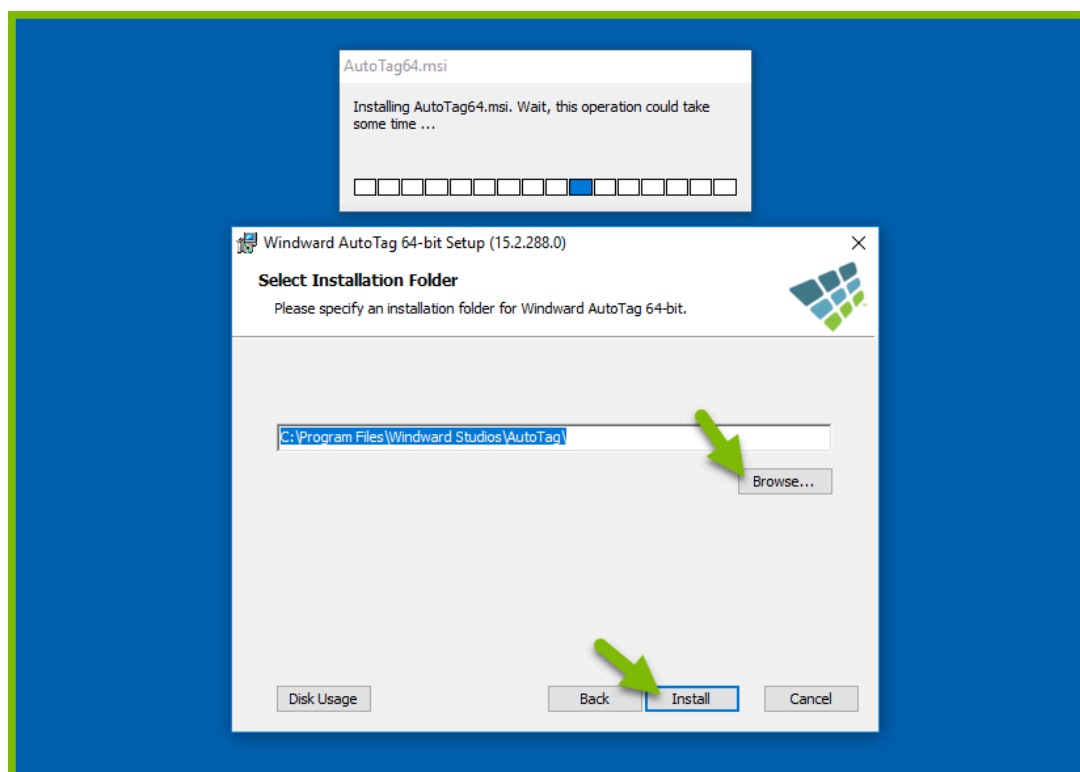 AutoTag64.msi
Installing AutoTag64.msi. Wait, this operation could take
some time ...
Windward AutoTag 64-bit Setup (15.2.288.0)
Select Installation Folder
Please specify an installation folder for Windward AutoTag 64-bit.
C:\Program Files\Windward Studios\AutoTag\
Browse...
Disk Usage Back Install Cancel